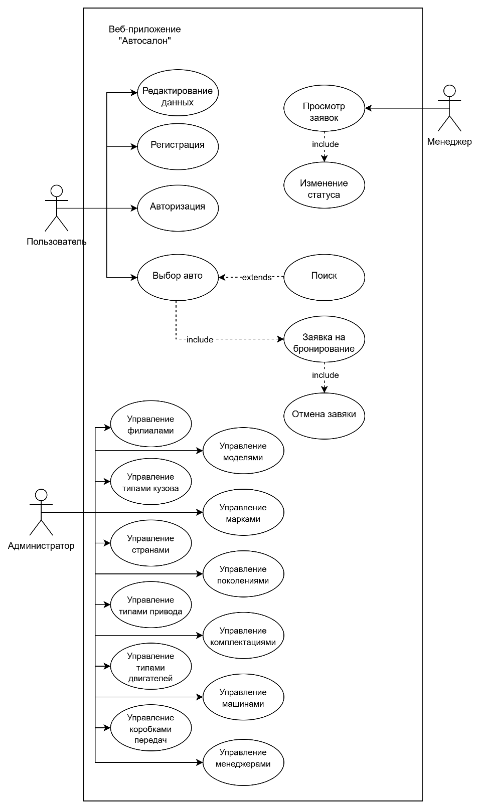 Веб-приложение
"Автосалон"
Редактирование
данных
Просмотр
заявок
Менеджер
include
Регистрация
Изменение
статуса
Авторизация
Пользователь
Выбор авто
extends
Поиск
include
Заявка на
бронирование
include
Отмена завяки
Управление
филиалами
Управление
моделями
Управление
типами кузова
Управление
марками
Администратор
Управление
странами
Управление
поколениями
Управление
типами привода
Управление
комплектациями
Управление
типами
двигателей
Управление
машинами
Управление
коробками
передач
Управление
менеджерами